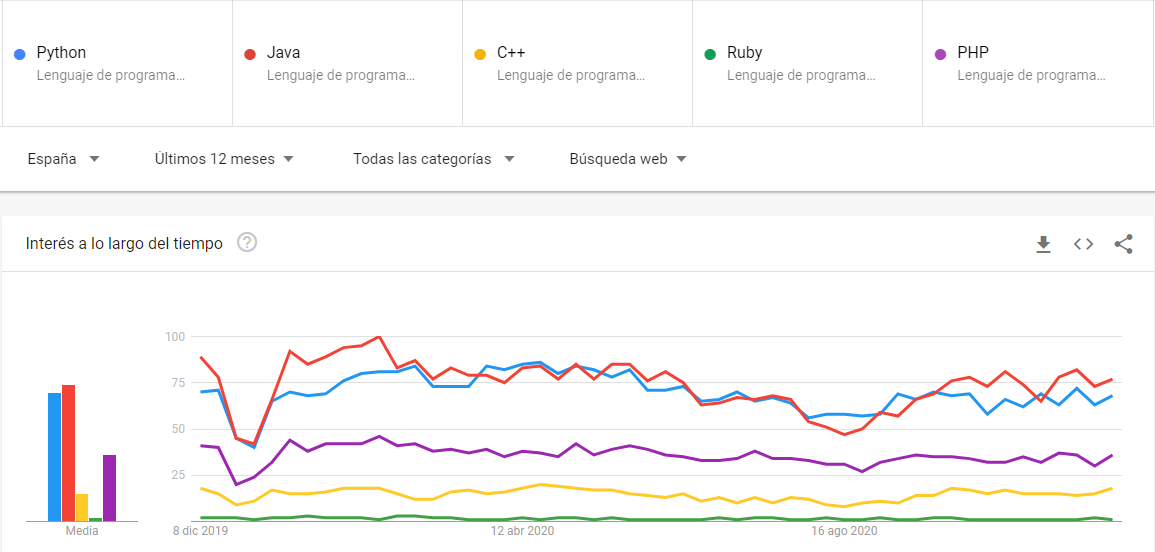 Python
Lenguaje de programa...
Java
Lenguaje de programa...
C++
Lenguaje de programa...
Ruby
Lenguaje de programa...
PHP
Lenguaje de programa...
España
Últimos 12 meses
Todas las categorías
Búsqueda web
Interés a lo largo del tiempo
?
100
75
50
25
Media
8 dic 2019
12 abr 2020
16 ago 2020